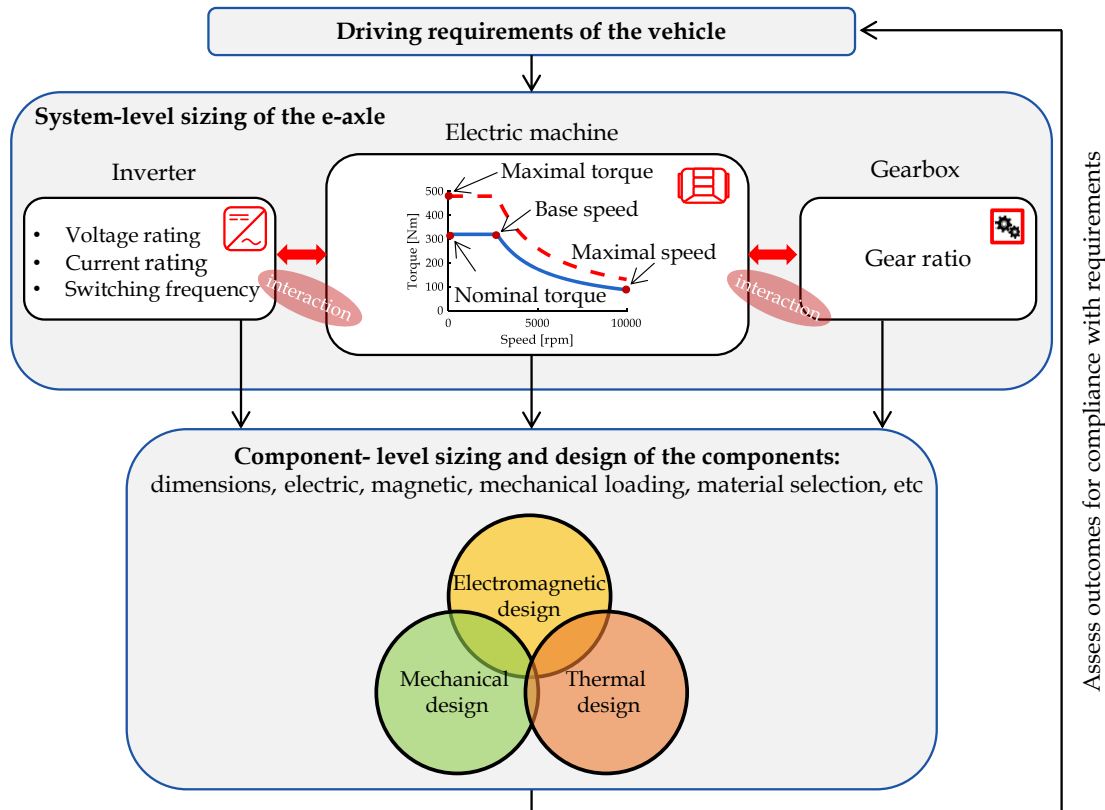 Driving requirements of the vehicle
System-level sizing of the e-axle
Electric machine
Inverter
Gearbox
• Voltage rating
• Current rating
• Switching frequency
interaction
Maximal torque
Base speed
Maximal speed
Nominal torque
Torque [Nm]
500
400
300
200
100
0
0 5000 10000
Speed [rpm]
interaction
Gear ratio
Component- level sizing and design of the components:
dimensions, electric, magnetic, mechanical loading, material selection, etc
Electromagnetic
design
Mechanical
design
Thermal
design
Assess outcomes for compliance with requirements